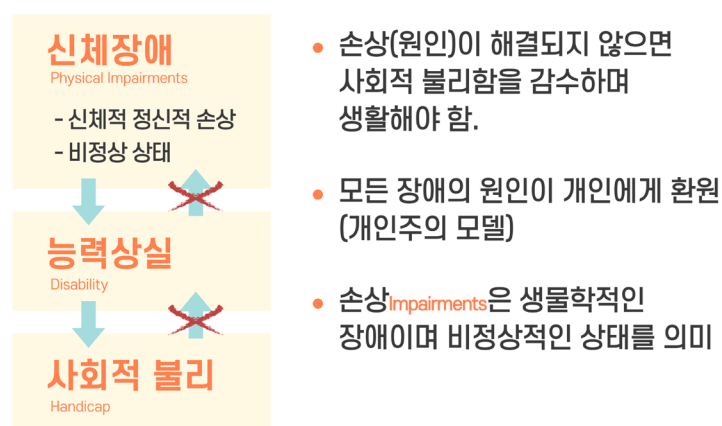 신체장애
Physical Impairments
- 신체적 정신적 손상
- 비정상 상태
능력상실
Disability
사회적 불리
Handicap
• 손상(원인)이 해결되지 않으면
사회적 불리함을 감수하며
생활해야 함.
• 모든 장애의 원인이 개인에게 환원
(개인주의 모델)
• 손상Impairments은 생물학적인
장애이며 비정상적인 상태를 의미